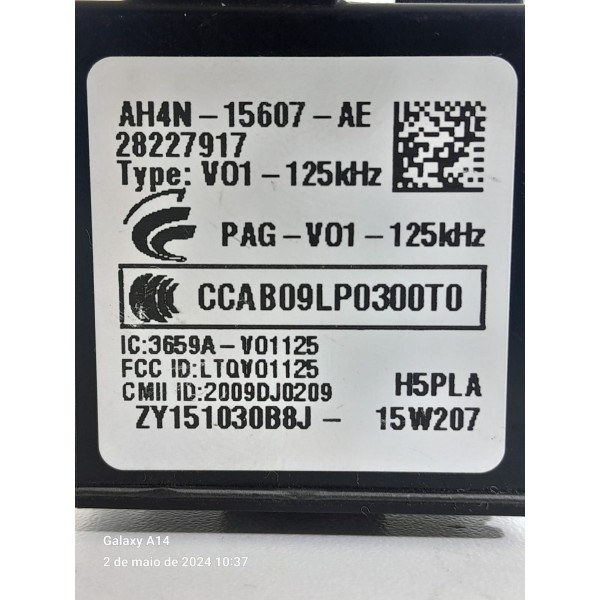 AH4N-15607-AE
28227917
Type: V01-125kHz
PAG-V01-125kHz
CCAB09LP0300T0
IC:3659A-V01125
FCC ID:LTQV01125
CMII ID:2009DJ0209
H5PLA
ZY151030B8J- 15W207
Galaxy A14
2 de maio de 2024 10:37